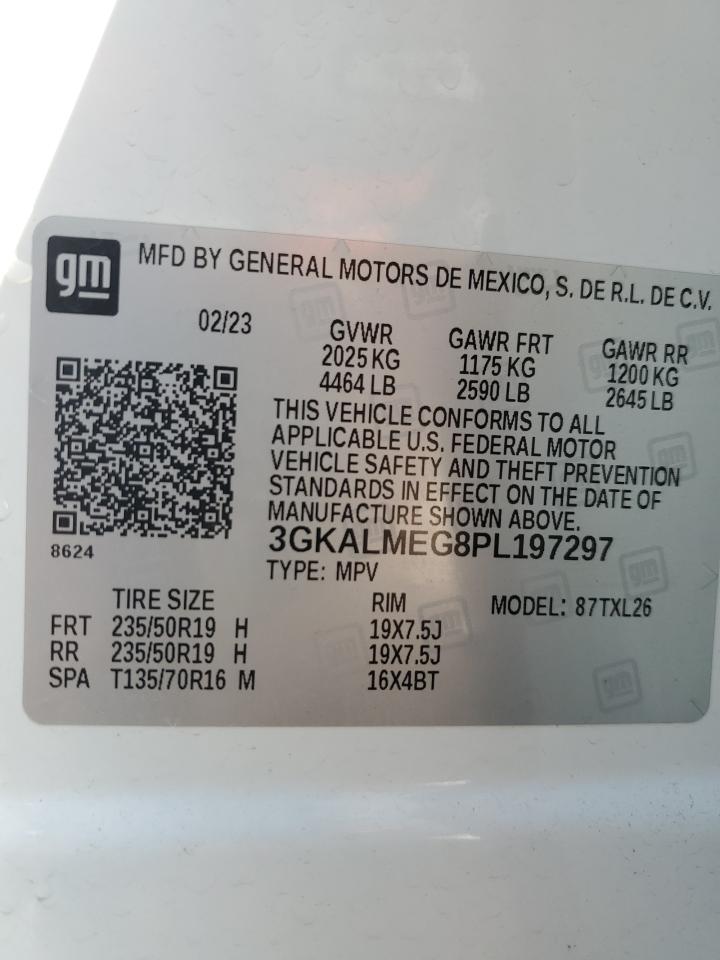 gm
MFD BY GENERAL MOTORS DE MEXICO, S. DE R.L. DE C.V.
02/23
GVWR GAWR FRT GAWR RR
2025 KG 1175 KG 1200 KG
4464 LB 2590 LB 2645 LB
THIS VEHICLE CONFORMS TO ALL
APPLICABLE U.S. FEDERAL MOTOR
VEHICLE SAFETY AND THEFT PREVENTION
STANDARDS IN EFFECT ON THE DATE OF
MANUFACTURE SHOWN ABOVE.
8624
3GKALMEG8PL197297
TYPE: MPV
TIRE SIZE RIM MODEL: 87TXL26
FRT 235/50R19 H 19X7.5J
RR 235/50R19 H 19X7.5J
SPA T135/70R16 M 16X4BT